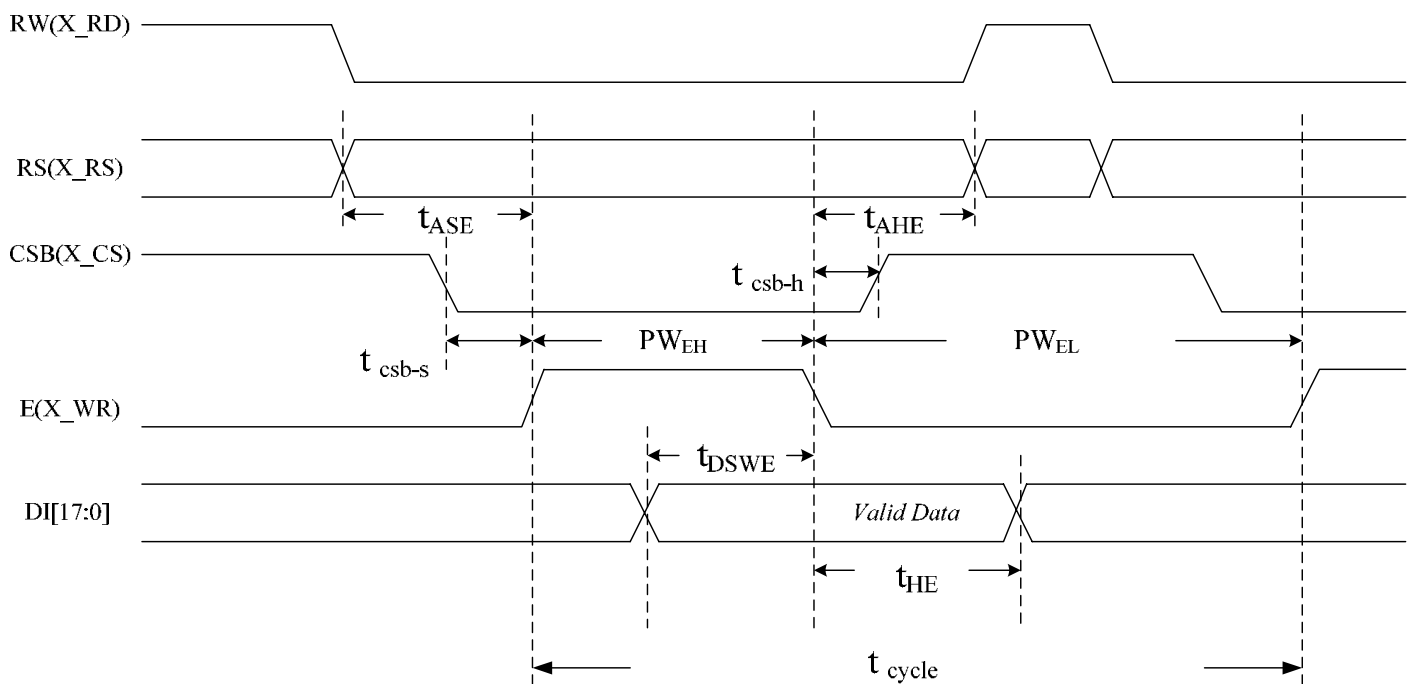 RW(X_RD)
RS(X_RS)
tASE
tAHE
CSB(X_CS)
t csb-h
PWEH
PWEL
t csb-s
E(X_WR)
tDSWE
DI[17:0]
Valid Data
tHE
t cycle